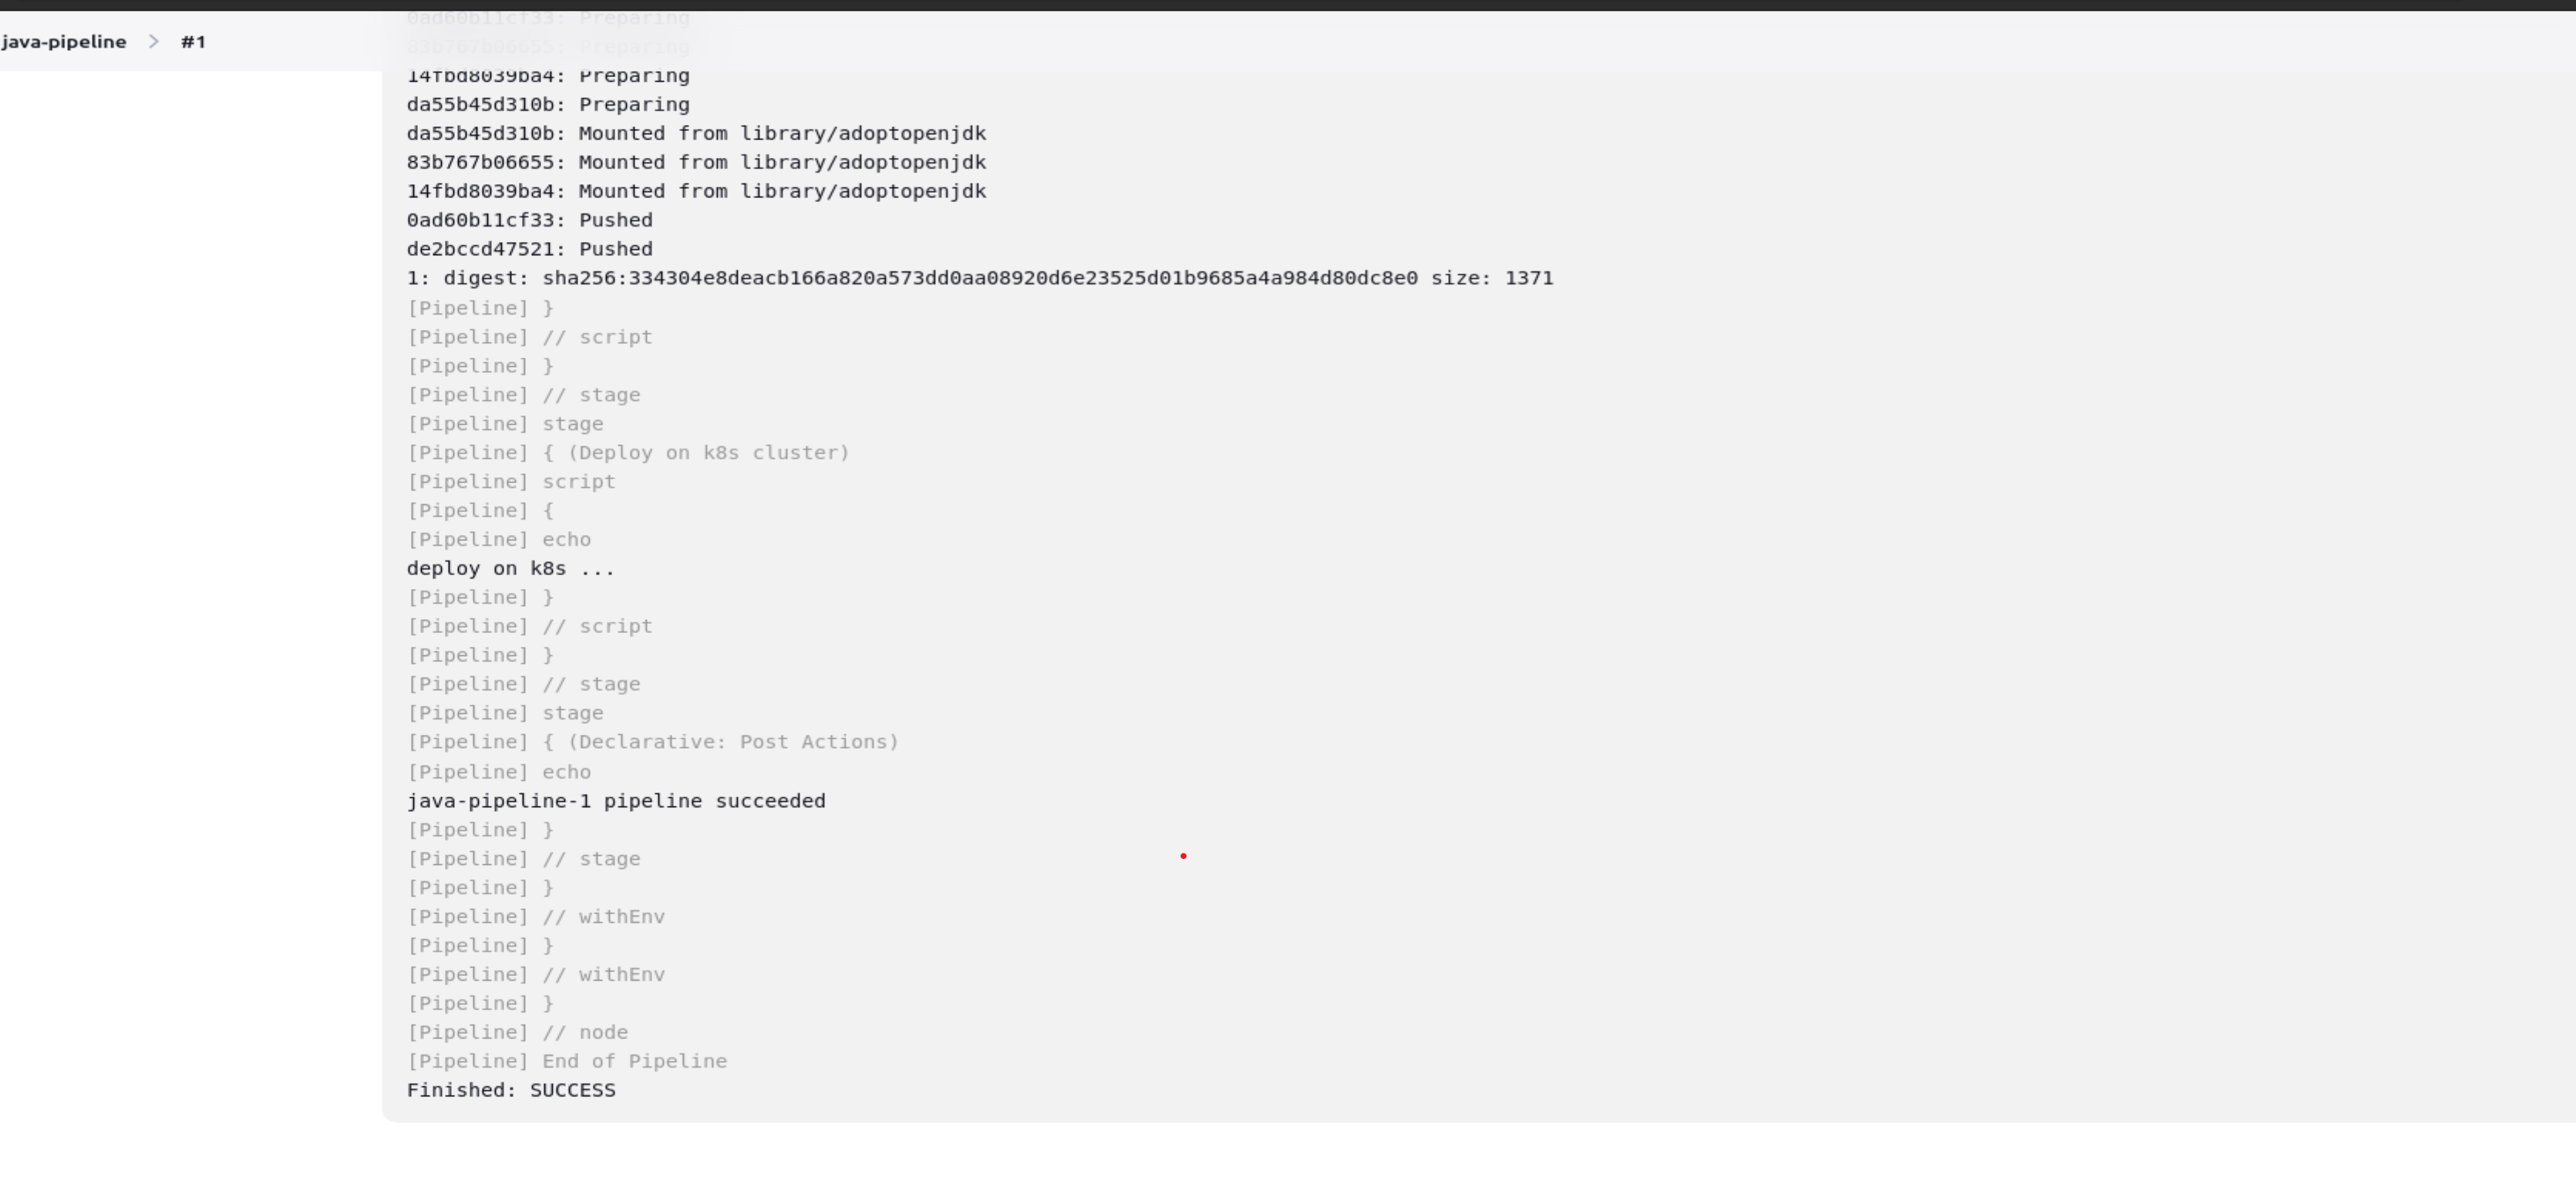 java-pipeline > #1
0ad60b11cf33: Preparing
83b767b06655: Preparing
14fbd8039ba4: Preparing
da55b45d310b: Preparing
da55b45d310b: Mounted from library/adoptopenjdk
83b767b06655: Mounted from library/adoptopenjdk
14fbd8039ba4: Mounted from library/adoptopenjdk
0ad60b11cf33: Pushed
de2bccd47521: Pushed
1: digest: sha256:334304e8deacb166a820a573dd0aa08920d6e23525d01b9685a4a984d80dc8e0 size: 1371
[Pipeline] }
[Pipeline] // script
[Pipeline] }
[Pipeline] // stage
[Pipeline] stage
[Pipeline] { (Deploy on k8s cluster)
[Pipeline] script
[Pipeline] {
[Pipeline] echo
deploy on k8s ...
[Pipeline] }
[Pipeline] // script
[Pipeline] }
[Pipeline] // stage
[Pipeline] stage
[Pipeline] { (Declarative: Post Actions)
[Pipeline] echo
java-pipeline-1 pipeline succeeded
[Pipeline] }
[Pipeline] // stage
[Pipeline] }
[Pipeline] // withEnv
[Pipeline] }
[Pipeline] // withEnv
[Pipeline] }
[Pipeline] // node
[Pipeline] End of Pipeline
Finished: SUCCESS